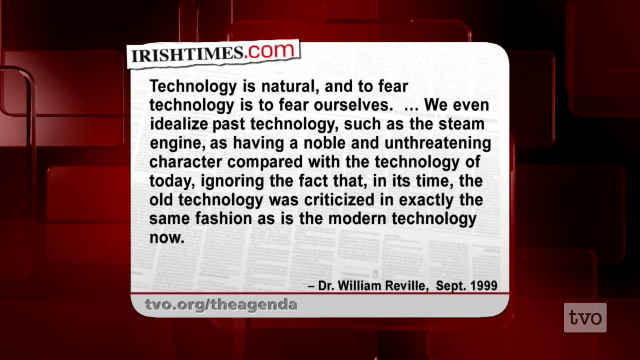 IRISHTIMES.com
Technology is natural, and to fear
technology is to fear ourselves. ... We even
idealize past technology, such as the steam
engine, as having a noble and unthreatening
character compared with the technology of
today, ignoring the fact that, in its time, the
old technology was criticized in exactly the
same fashion as is the modern technology
now.
– Dr. William Reville, Sept. 1999
tvo.org/theagenda
tvo